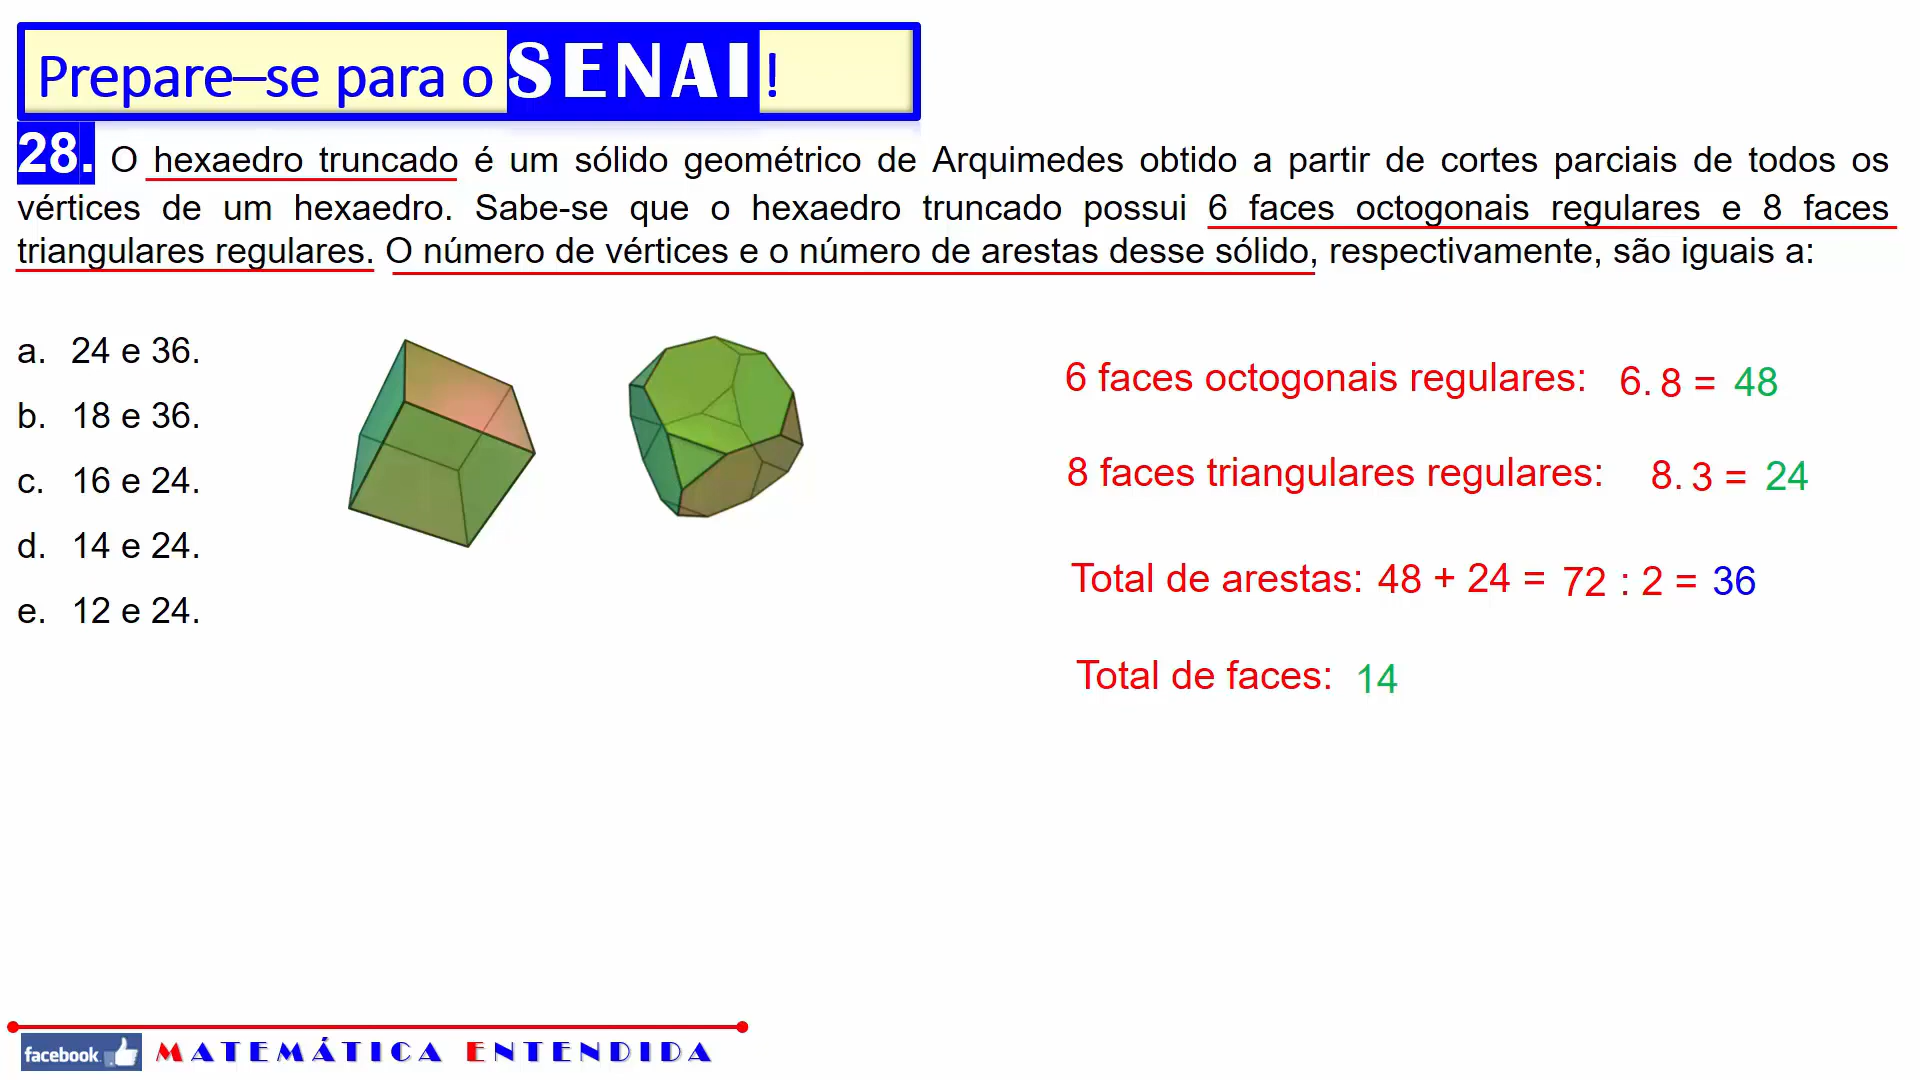 Prepare–se para o SENAI!
28. O hexaedro truncado é um sólido geométrico de Arquimedes obtido a partir de cortes parciais de todos os
vértices de um hexaedro. Sabe-se que o hexaedro truncado possui 6 faces octogonais regulares e 8 faces
triangulares regulares. O número de vértices e o número de arestas desse sólido, respectivamente, são iguais a:
a. 24 e 36.
b. 18 e 36.
c. 16 e 24.
d. 14 e 24.
e. 12 e 24.
6 faces octogonais regulares: 6. 8 = 48
8 faces triangulares regulares: 8. 3 = 24
Total de arestas: 48 + 24 = 72 : 2 = 36
Total de faces: 14
facebook MATEMÁTICA ENTENDIDA